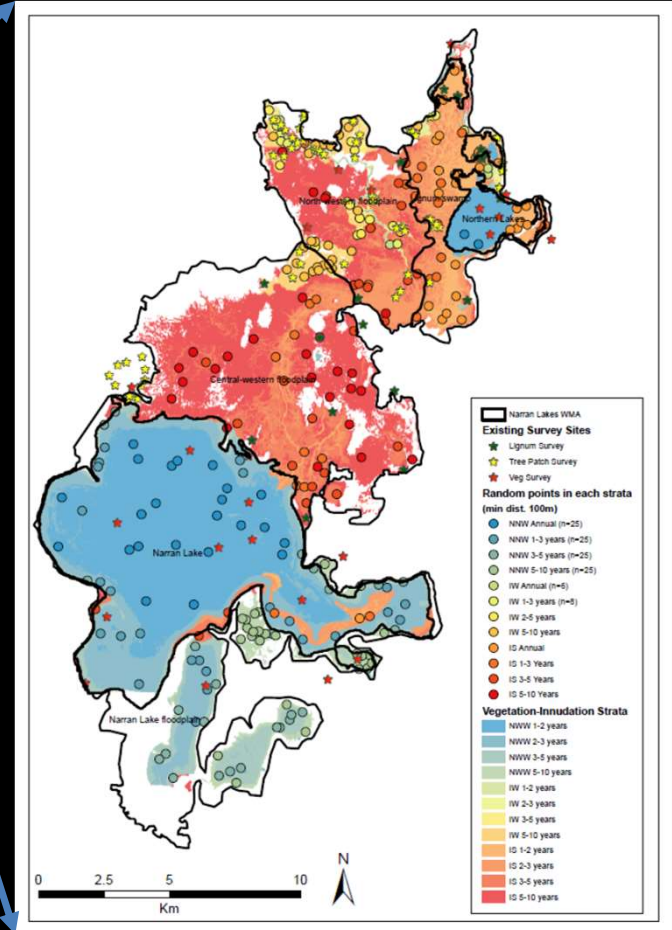 North-western floodplain
Lignum swamp
Northern Lakes
Central-western floodplain
Narran Lake
Narran Lake floodplain
Narran Lakes WMA
Existing Survey Sites
Lignum Survey
Tree Patch Survey
Veg Survey
Random points in each strata
(min dist. 100m)
NNW Annual (n=25)
NNW 1-3 years (n=25)
NNW 3-5 years (n=25)
NNW 5-10 years (n=25)
IW Annual (n=6)
IW 1-3 years (n=8)
IW 2-5 years
IW 5-10 years
IS Annual
IS 1-3 Years
IS 3-5 Years
IS 5-10 Years
Vegetation-Innudation Strata
NWW 1-2 years
NWW 2-3 years
NWW 3-5 years
NWW 5-10 years
IW 1-2 years
IW 2-3 years
IW 3-5 years
IW 5-10 years
IS 1-2 years
IS 2-3 years
IS 3-5 years
IS 5-10 years
N
0 2.5 5 10
Km